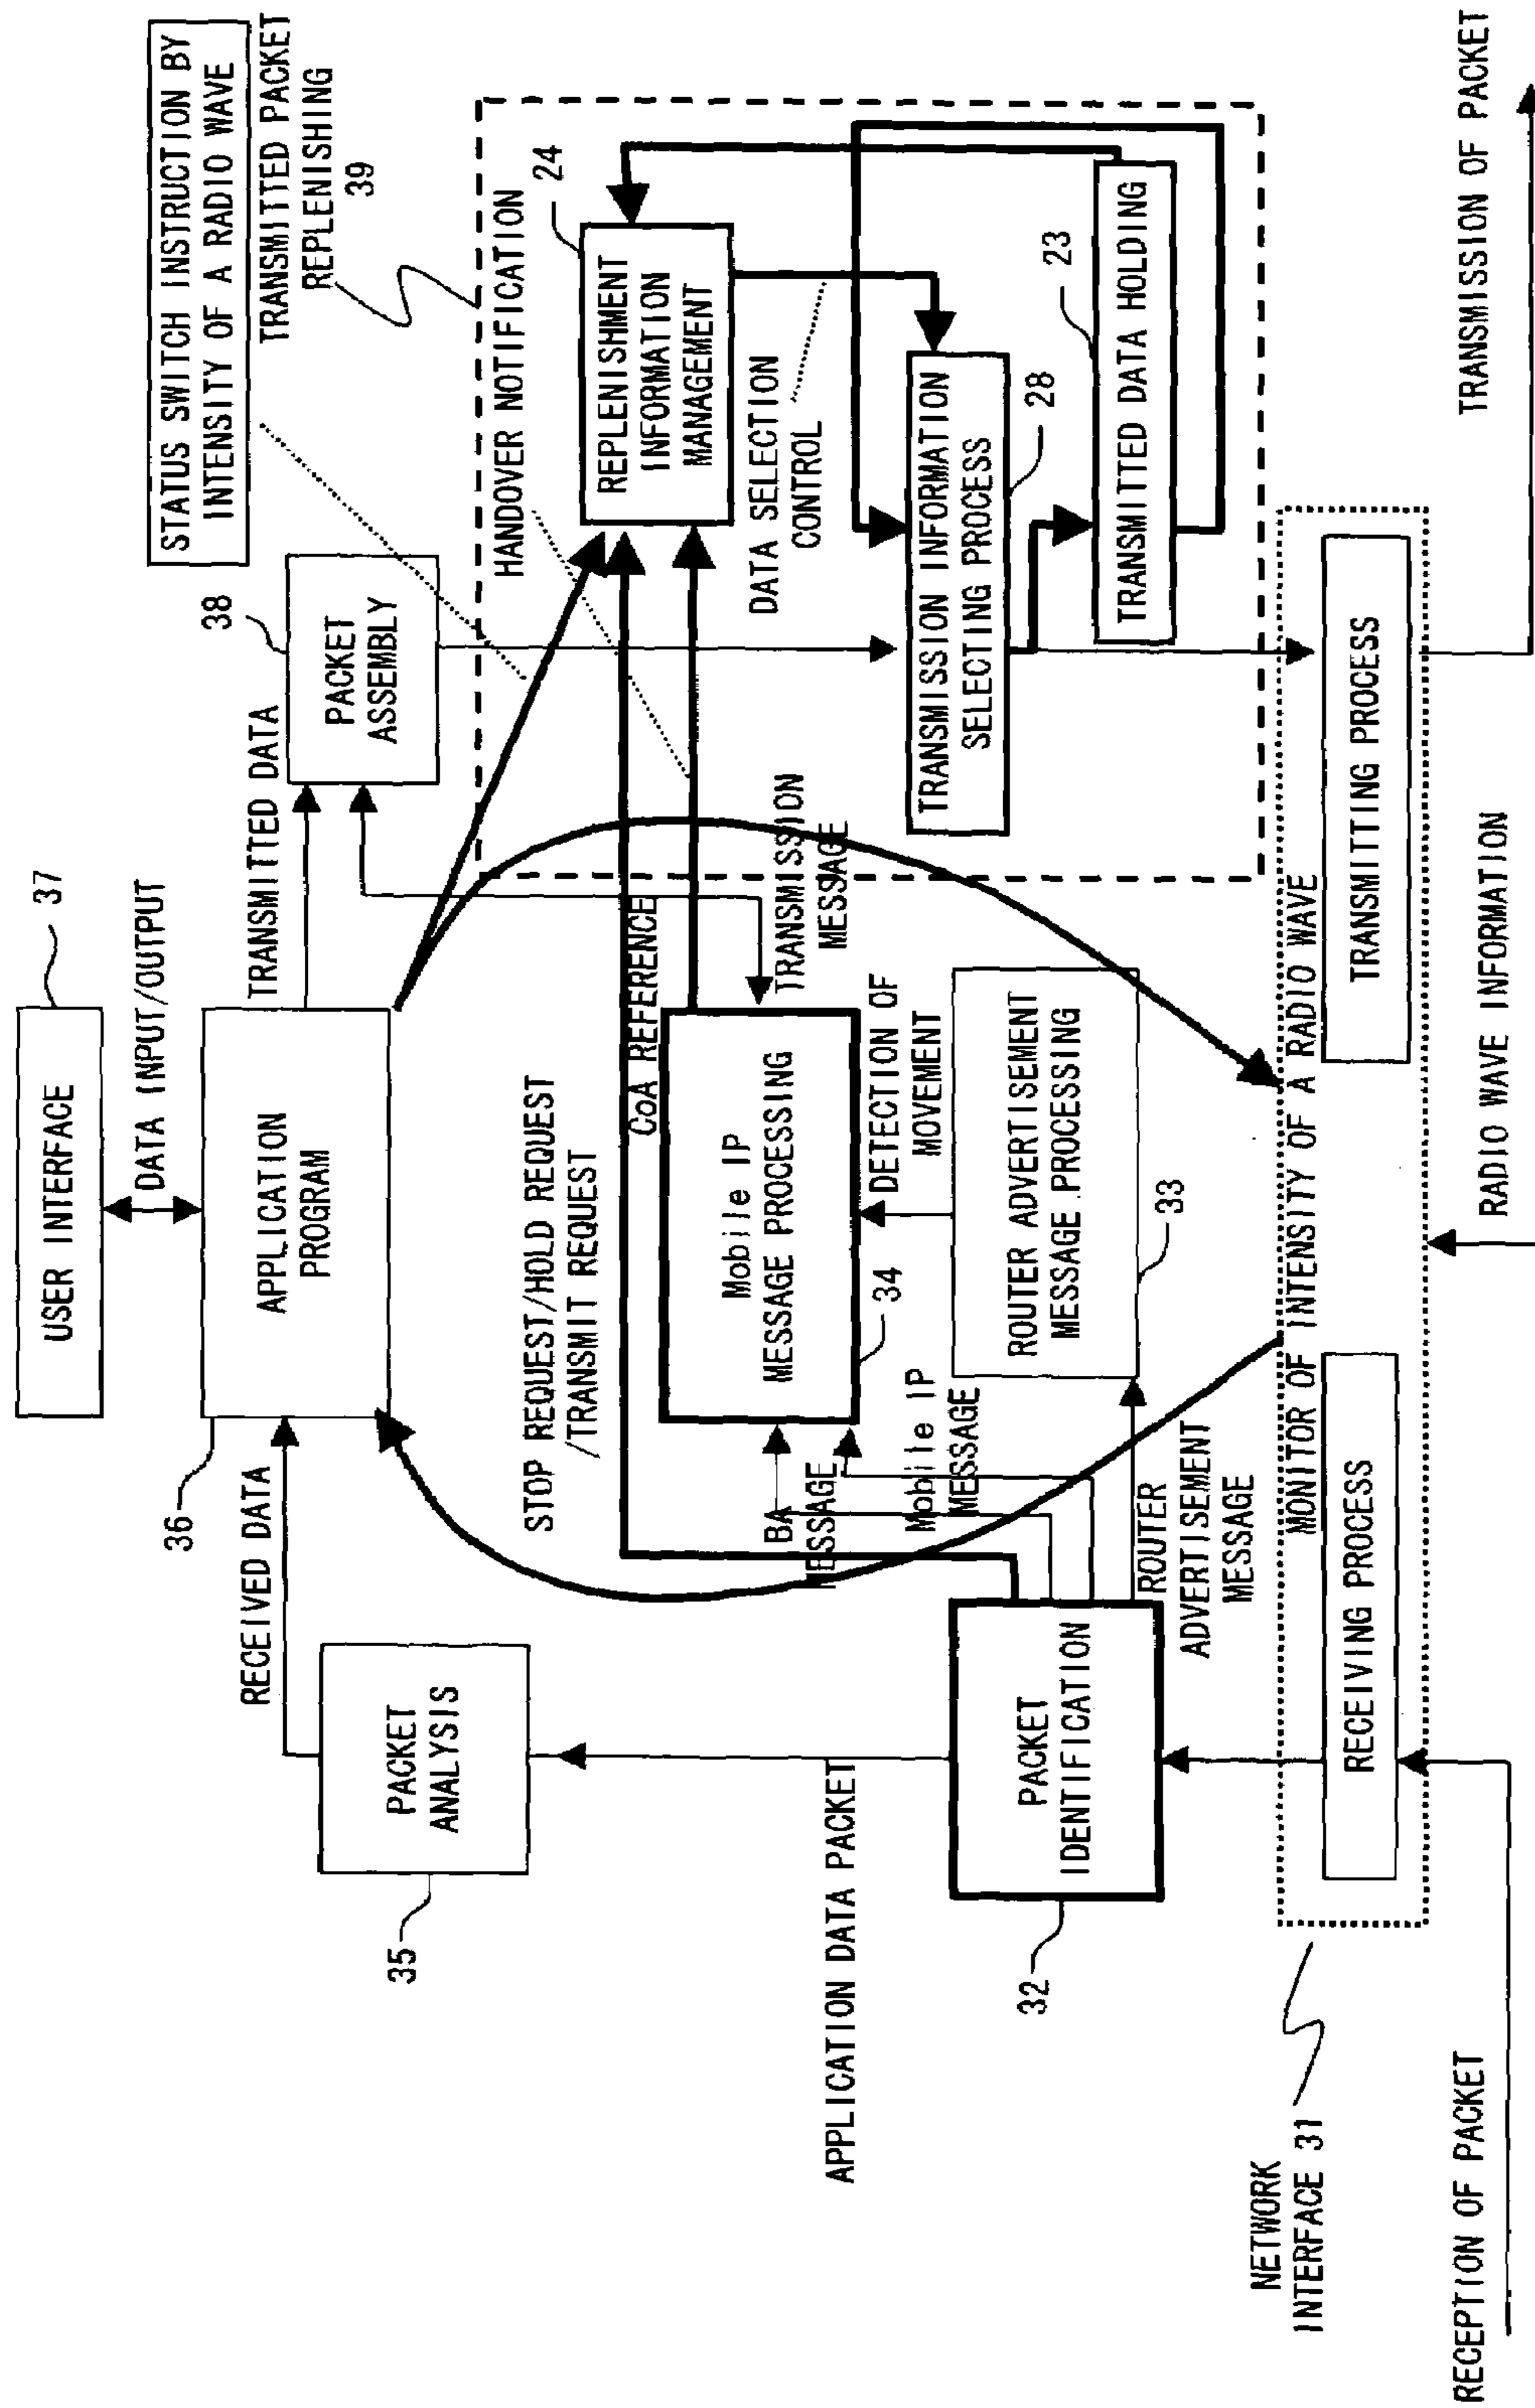 USER INTERFACE
37
DATA INPUT/OUTPUT
APPLICATION
PROGRAM
36
RECEIVED DATA
TRANSMITTED DATA
STATUS SWITCH INSTRUCTION BY
INTENSITY OF A RADIO WAVE
TRANSMITTED PACKET
REPLENISHING
39
38
PACKET
ASSEMBLY
PACKET
ANALYSIS
35
HANDOVER NOTIFICATION
24
REPLENISHMENT
INFORMATION
MANAGEMENT
STOP REQUEST/HOLD REQUEST
/TRANSMIT REQUEST
CoA REFERENCE
DATA SELECTION
CONTROL
Mobile IP
MESSAGE PROCESSING
34
TRANSMISSION
MESSAGE
BA
MESSAGE
Mobile IP
MESSAGE
DETECTION OF
MOVEMENT
TRANSMISSION INFORMATION
SELECTING PROCESS
28
23
TRANSMITTED DATA HOLDING
APPLICATION DATA PACKET
PACKET
IDENTIFICATION
32
ROUTER ADVERTISEMENT
MESSAGE PROCESSING
33
ROUTER
ADVERTISEMENT
MESSAGE
MONITOR OF INTENSITY OF A RADIO WAVE
RECEIVING PROCESS
TRANSMITTING PROCESS
NETWORK
INTERFACE 31
RECEPTION OF PACKET
RADIO WAVE INFORMATION
TRANSMISSION OF PACKET